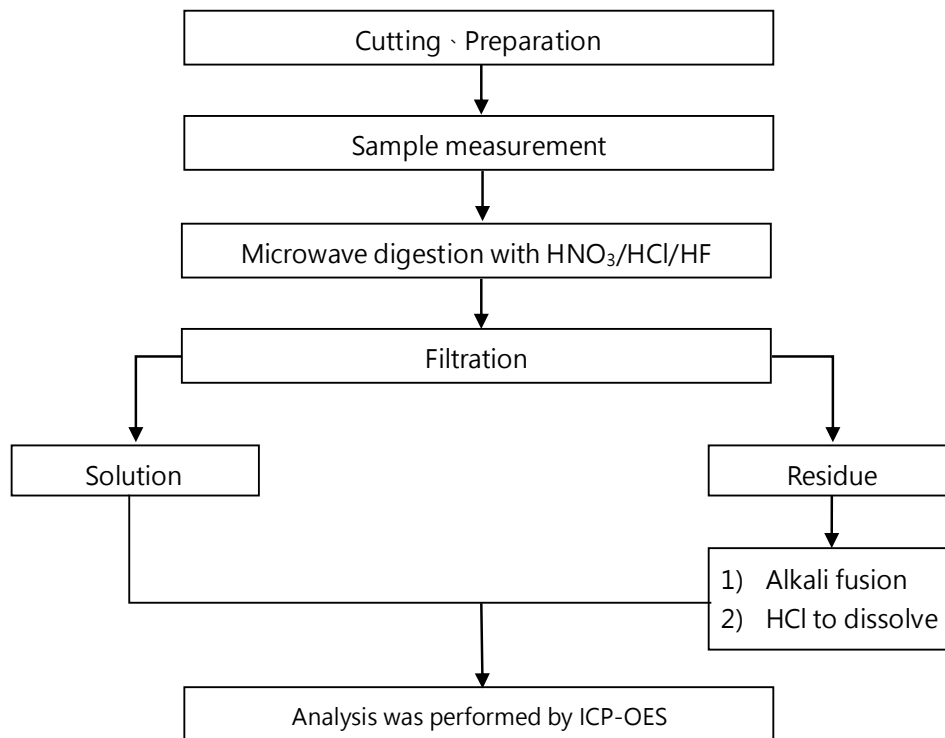 Cutting、Preparation
Sample measurement
Microwave digestion with HNO₃/HCl/HF
Filtration
Solution
Residue
1) Alkali fusion
2) HCl to dissolve
Analysis was performed by ICP-OES